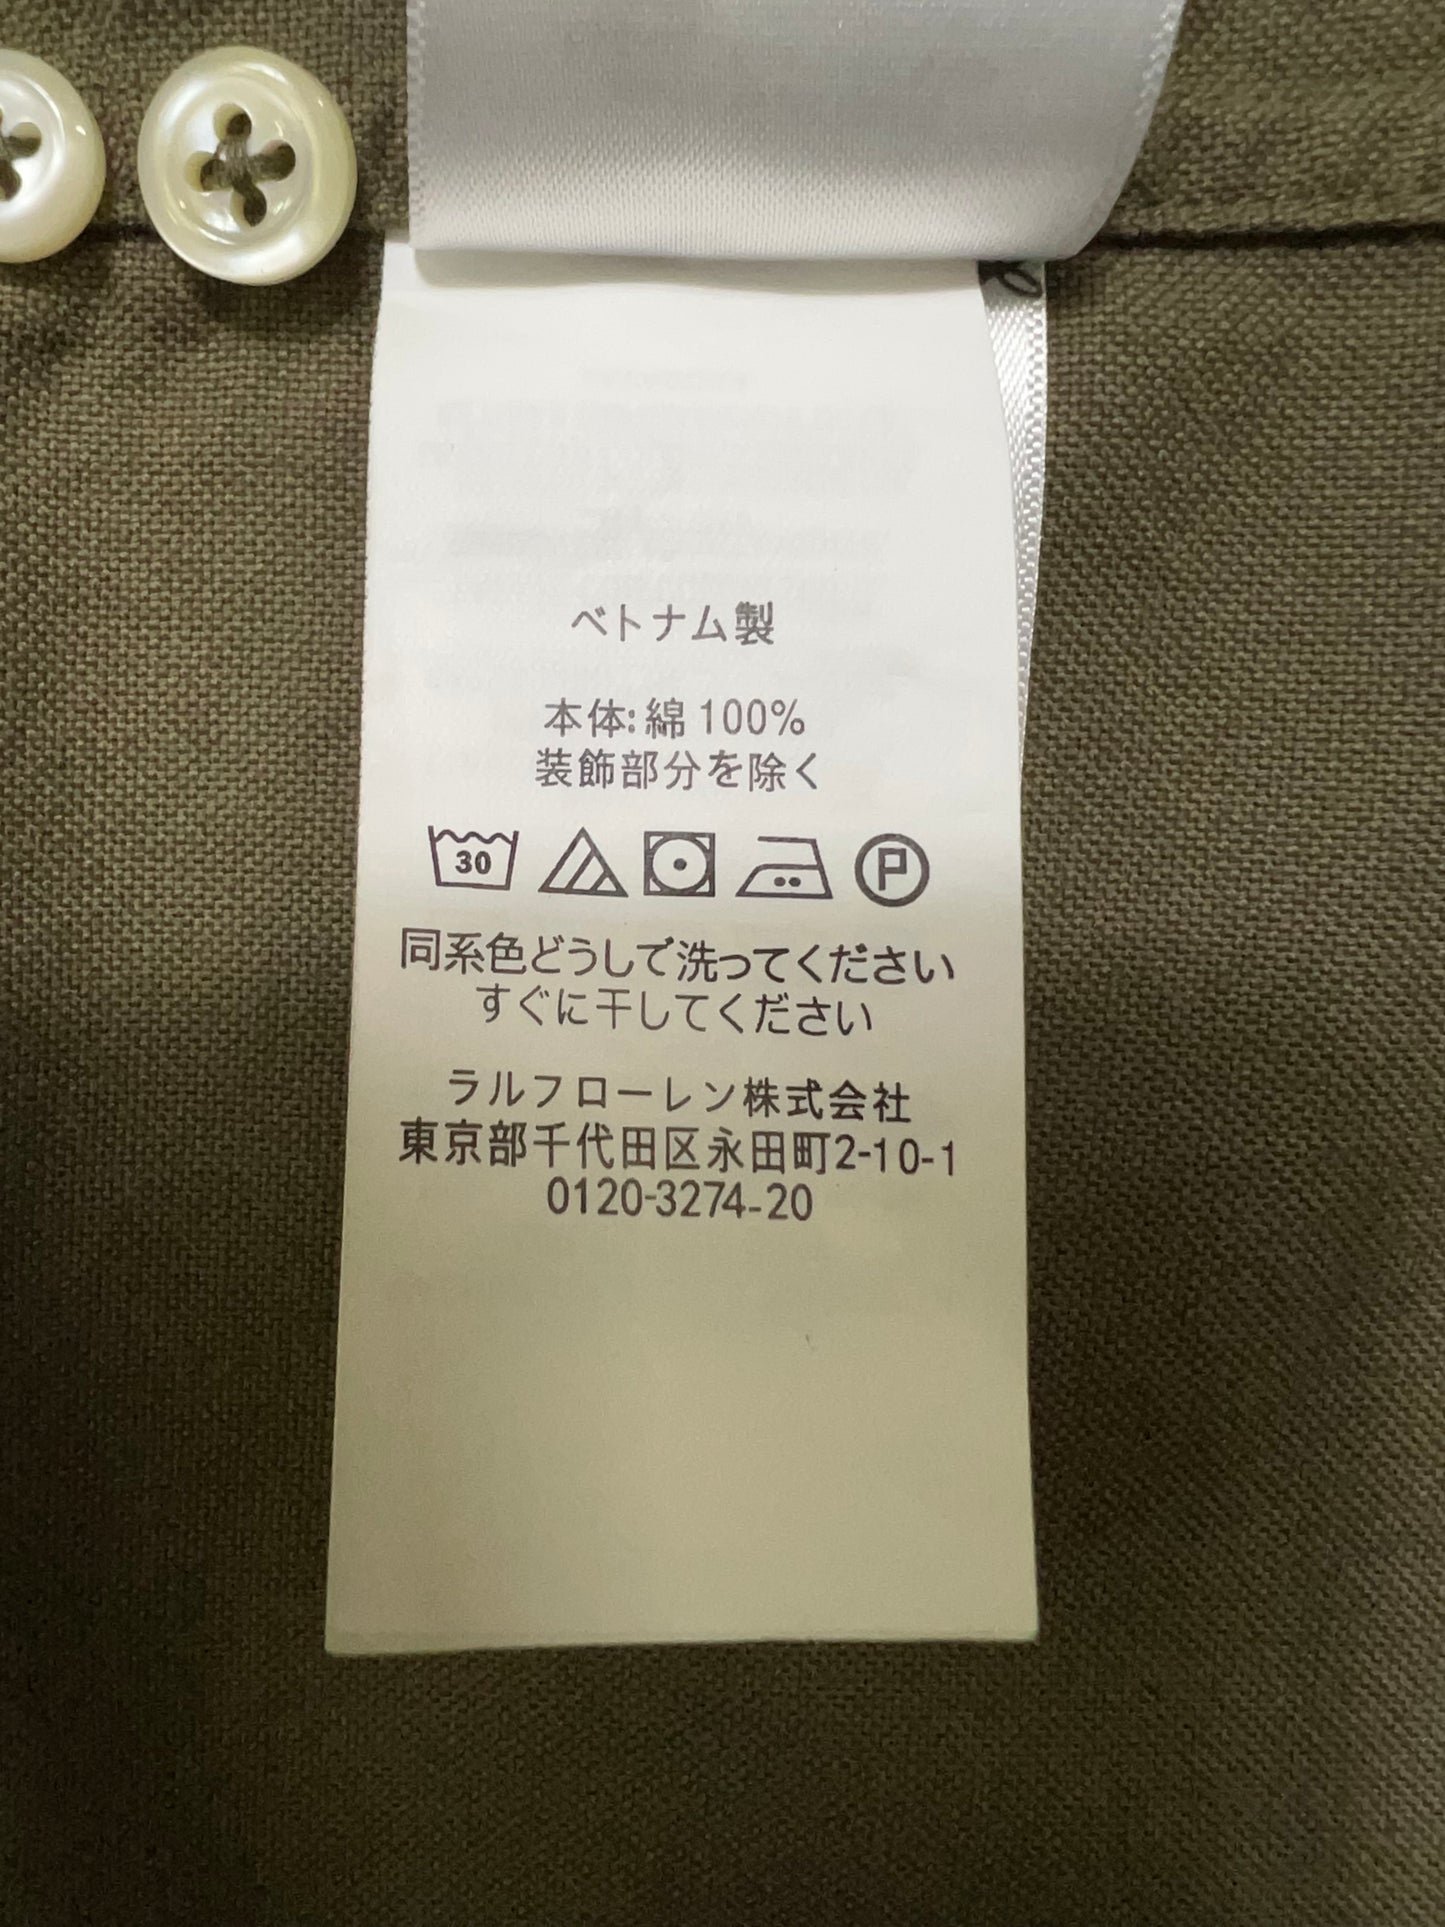 ベトナム製
本体:綿 100%
装飾部分を除く
30
同系色どうしで洗ってください
すぐに干してください
ラルフローレン株式会社
東京部千代田区永田町2-10-1
0120-3274-20